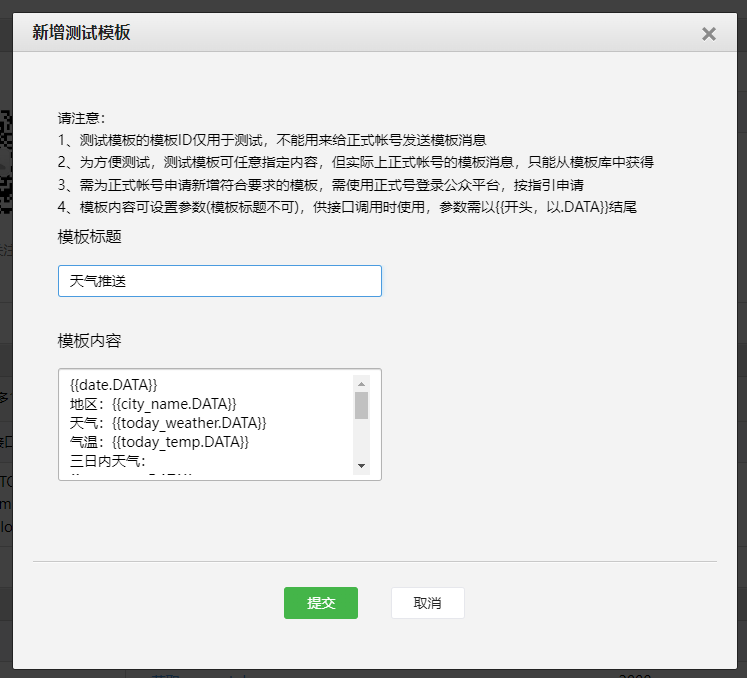 新增测试模板
请注意：
1、测试模板的模板ID仅用于测试，不能用来给正式帐号发送模板消息
2、为方便测试，测试模板可任意指定内容，但实际上正式帐号的模板消息，只能从模板库中获得
3、需为正式帐号申请新增符合要求的模板，需使用正式号登录公众平台，按指引申请
4、模板内容可设置参数(模板标题不可)，供接口调用时使用，参数需以{{开头，以.DATA}}结尾
模板标题
天气推送
模板内容
{{date.DATA}}
地区：{{city_name.DATA}}
天气：{{today_weather.DATA}}
气温：{{today_temp.DATA}}
三日内天气：
提交
取消